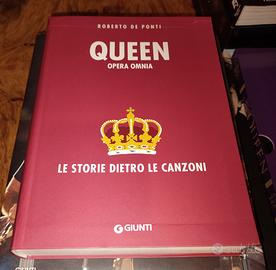 ROBERTO DE PONTI
QUEEN
OPERA OMNIA
LE STORIE DIETRO LE CANZONI
GIUNTI